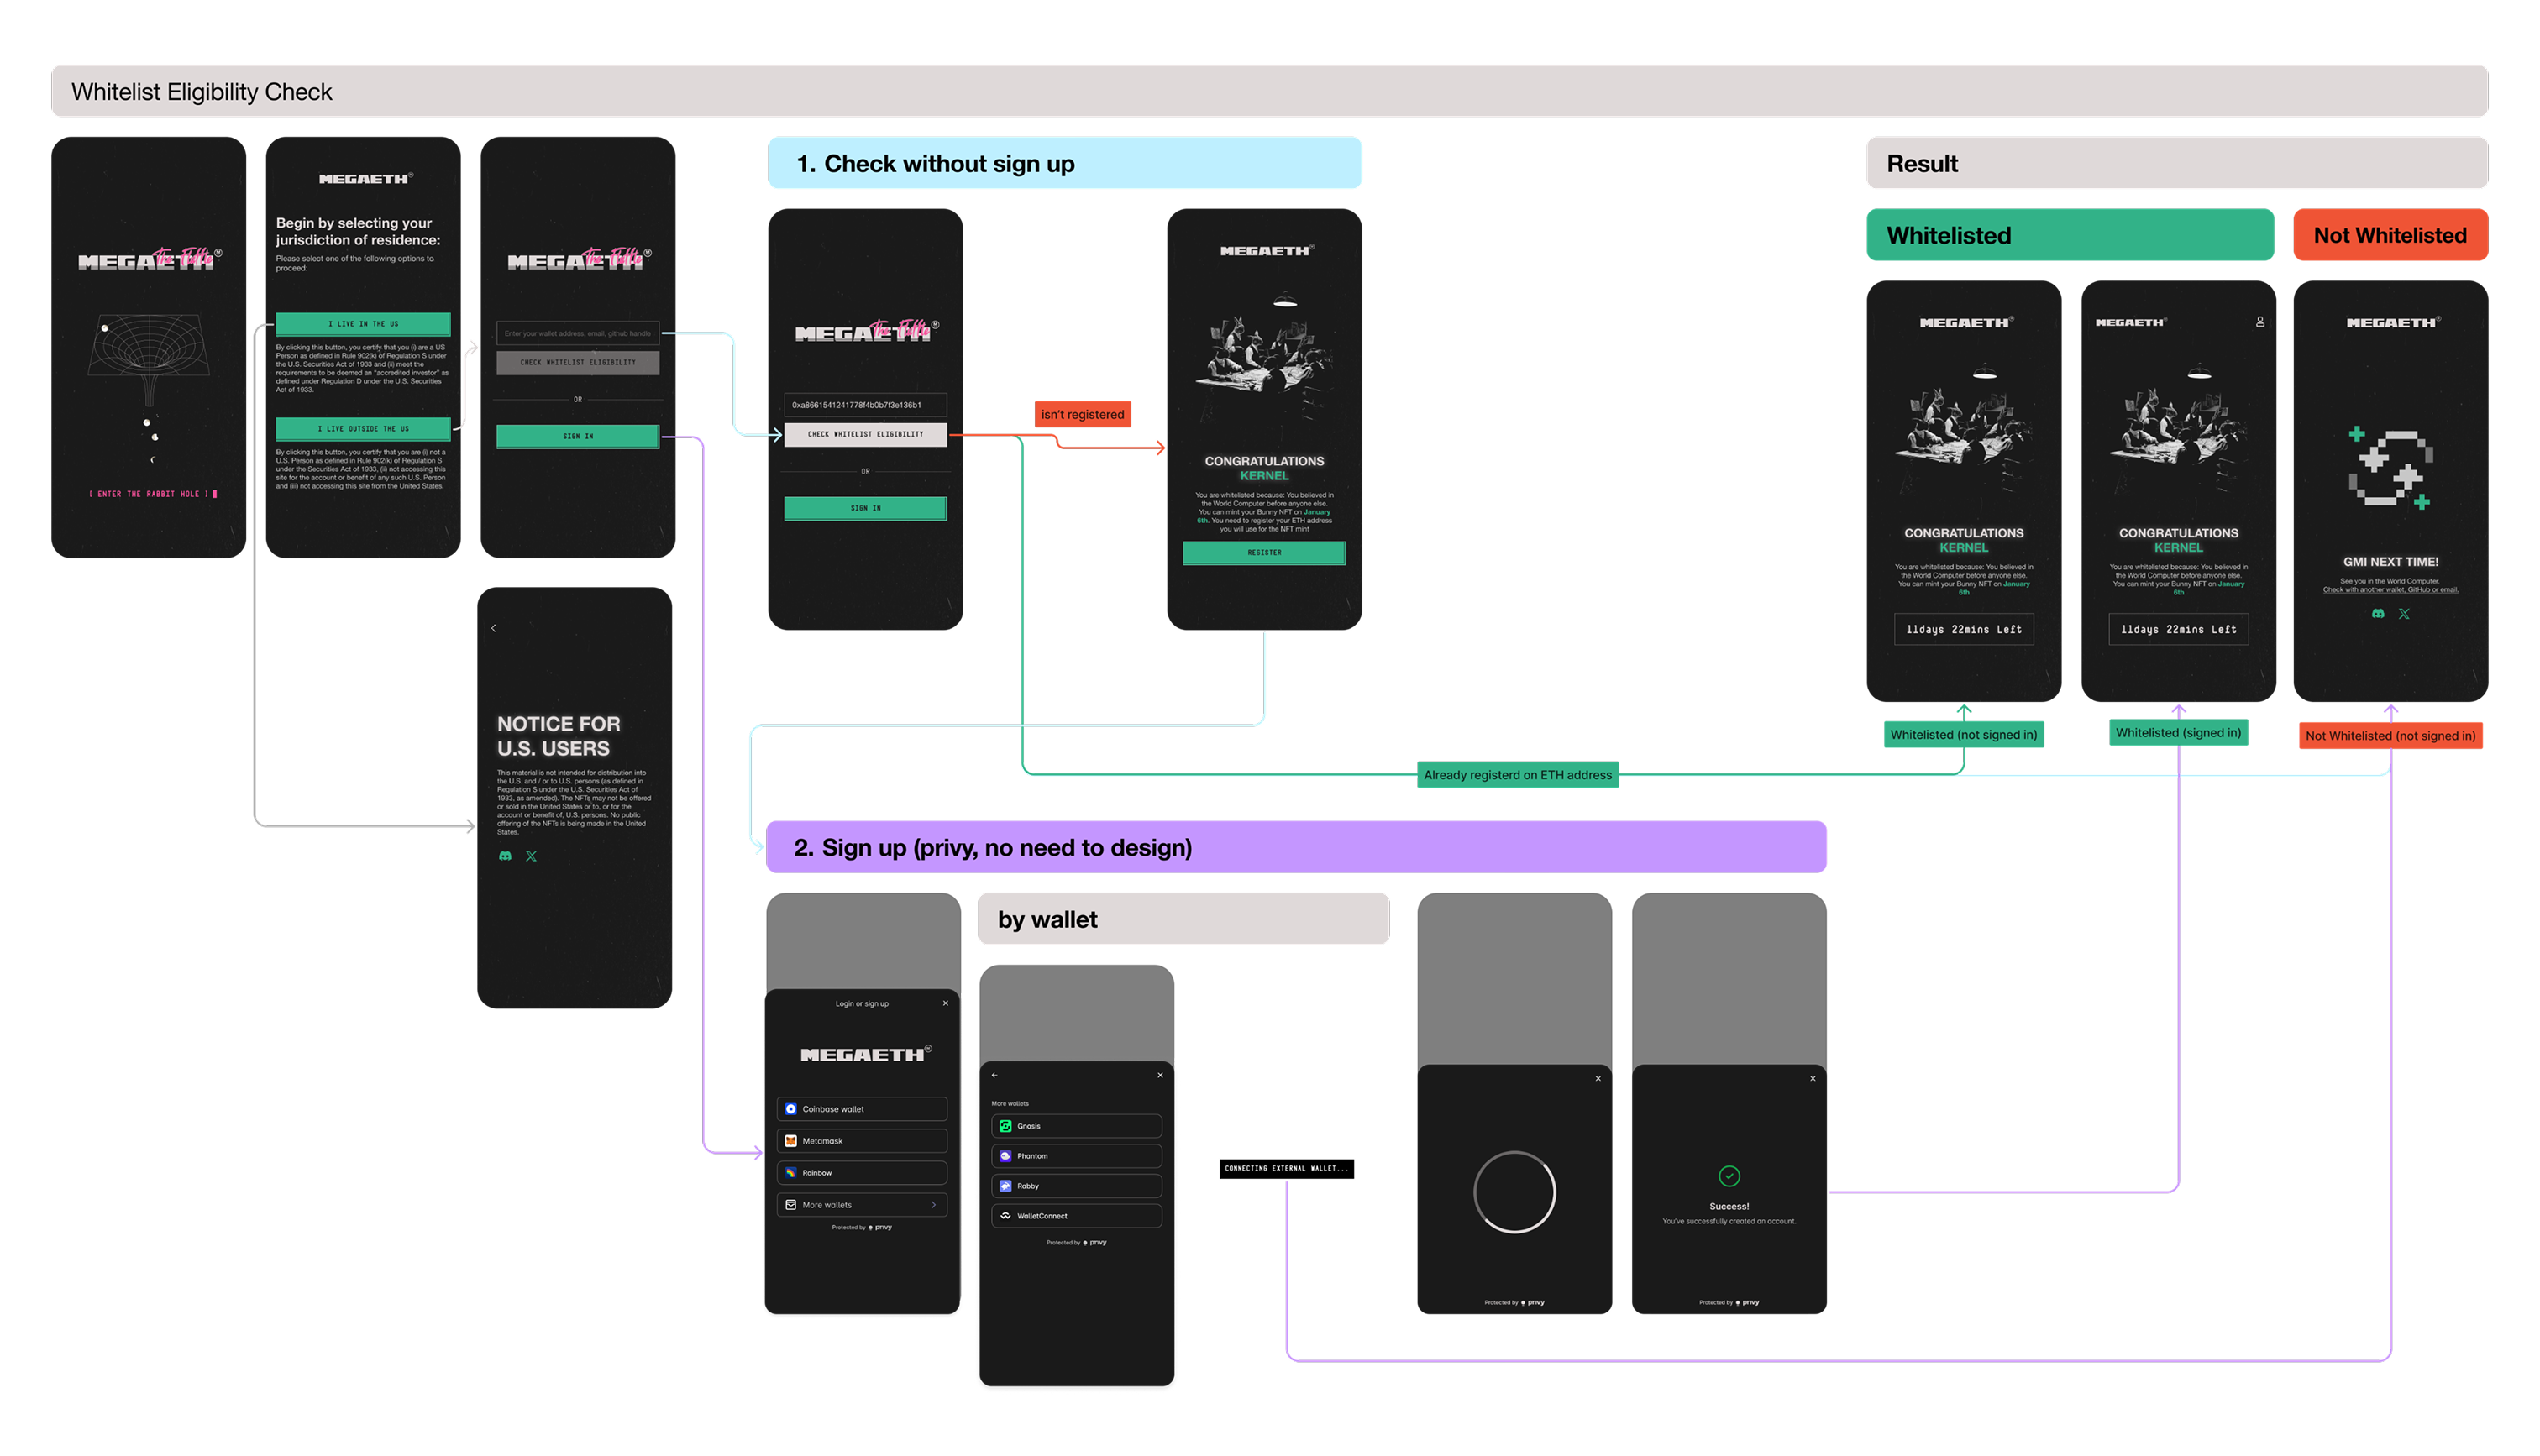 Whitelist Eligibility Check
MEGAETH
The Fluffle
M
[ ENTER THE RABBIT HOLE ]
MEGAETH
Begin by selecting your
jurisdiction of residence:
Please select one of the following options to
proceed:
I LIVE IN THE US
By clicking this button, you certify that you (i) are a US
Person as defined in Rule 902(k) of Regulation S under
the U.S. Securities Act of 1933 and (ii) meet the
requirements to be deemed an “accredited investor” as
defined under Regulation D under the U.S. Securities
Act of 1933.
I LIVE OUTSIDE THE US
By clicking this button, you certify that you are (i) not a
U.S. Person as defined in Rule 902(k) of Regulation S
under the Securities Act of 1933, (ii) not accessing this
site for the account or benefit of any such U.S. Person
and (iii) not accessing this site from the United States.
MEGAETH
The Fluffle
M
Enter your wallet address, email, github handle
CHECK WHITELIST ELIGIBILITY
OR
SIGN IN
NOTICE FOR
U.S. USERS
This material is not intended for distribution into
the U.S. and / or to U.S. persons (as defined in
Regulation S under the U.S. Securities Act of
1933, as amended). The NFTs may not be offered
or sold in the United States or to, or for the
account or benefit of, U.S. persons. No public
offering of the NFTs is being made in the United
States.
1. Check without sign up
MEGAETH
The Fluffle
M
0xa8661541241778f4b0b7f3e136b1
CHECK WHITELIST ELIGIBILITY
OR
SIGN IN
isn't registered
MEGAETH
CONGRATULATIONS
KERNEL
You are whitelisted because: You believed in
the World Computer before anyone else.
You can mint your Bunny NFT on January
6th. You need to register your ETH address
you will use for the NFT mint
REGISTER
Already registerd on ETH address
Result
Whitelisted
Not Whitelisted
MEGAETH
CONGRATULATIONS
KERNEL
You are whitelisted because: You believed in
the World Computer before anyone else.
You can mint your Bunny NFT on January
6th
11days 22mins Left
Whitelisted (not signed in)
MEGAETH
CONGRATULATIONS
KERNEL
You are whitelisted because: You believed in
the World Computer before anyone else.
You can mint your Bunny NFT on January
6th
11days 22mins Left
Whitelisted (signed in)
MEGAETH
GMI NEXT TIME!
See you in the World Computer.
Check with another wallet, GitHub or email.
Not Whitelisted (not signed in)
2. Sign up (privy, no need to design)
Login or sign up
MEGAETH
M
Coinbase wallet
Metamask
Rainbow
More wallets
Protected by privy
by wallet
More wallets
Gnosis
Phantom
Rabby
WalletConnect
Protected by privy
CONNECTING EXTERNAL WALLET...
Protected by privy
Success!
You've successfully created an account.
Protected by privy